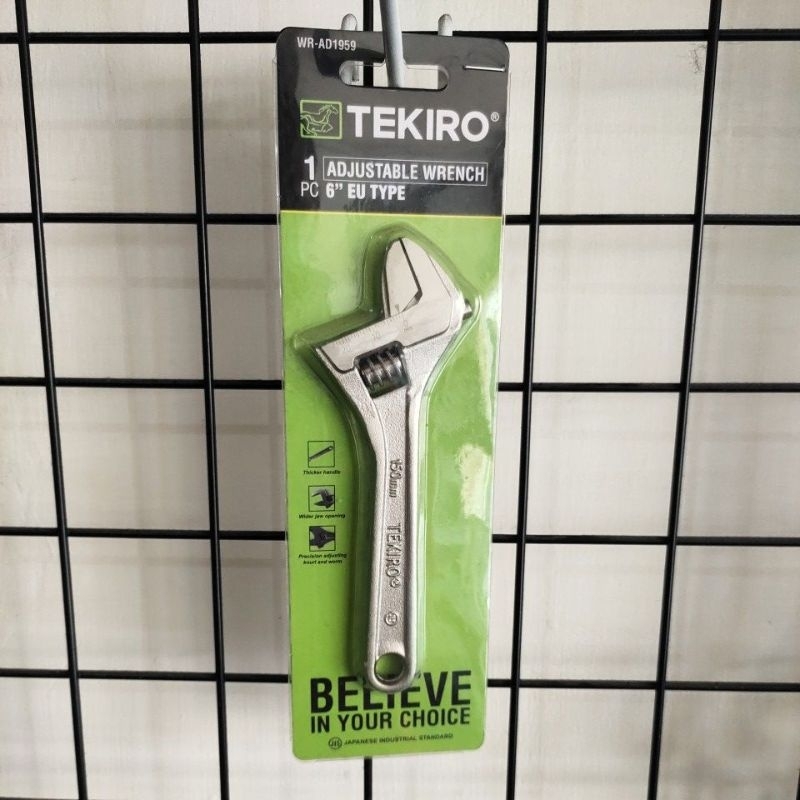 WR-AD1959
TEKIRO®
1 PC
ADJUSTABLE WRENCH
6" EU TYPE
Thicker handle
Wider jaw opening
Precision adjusting
knurl and worm
150mm
TEKIRO®
BELIEVE
IN YOUR CHOICE
JIS JAPANESE INDUSTRIAL STANDARD